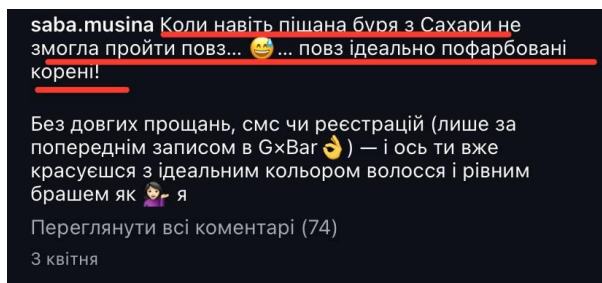 saba.musina Коли навіть піщана буря з Сахари не
змогла пройти повз... 😅... повз ідеально пофарбовані
корені!
Без довгих прощань, смс чи реєстрацій (лише за
попереднім записом в G×Bar👌) — і ось ти вже
красуєшся з ідеальним кольором волосся і рівним
брашем як 💁🏻‍♀️ я
Переглянути всі коментарі (74)
3 квітня